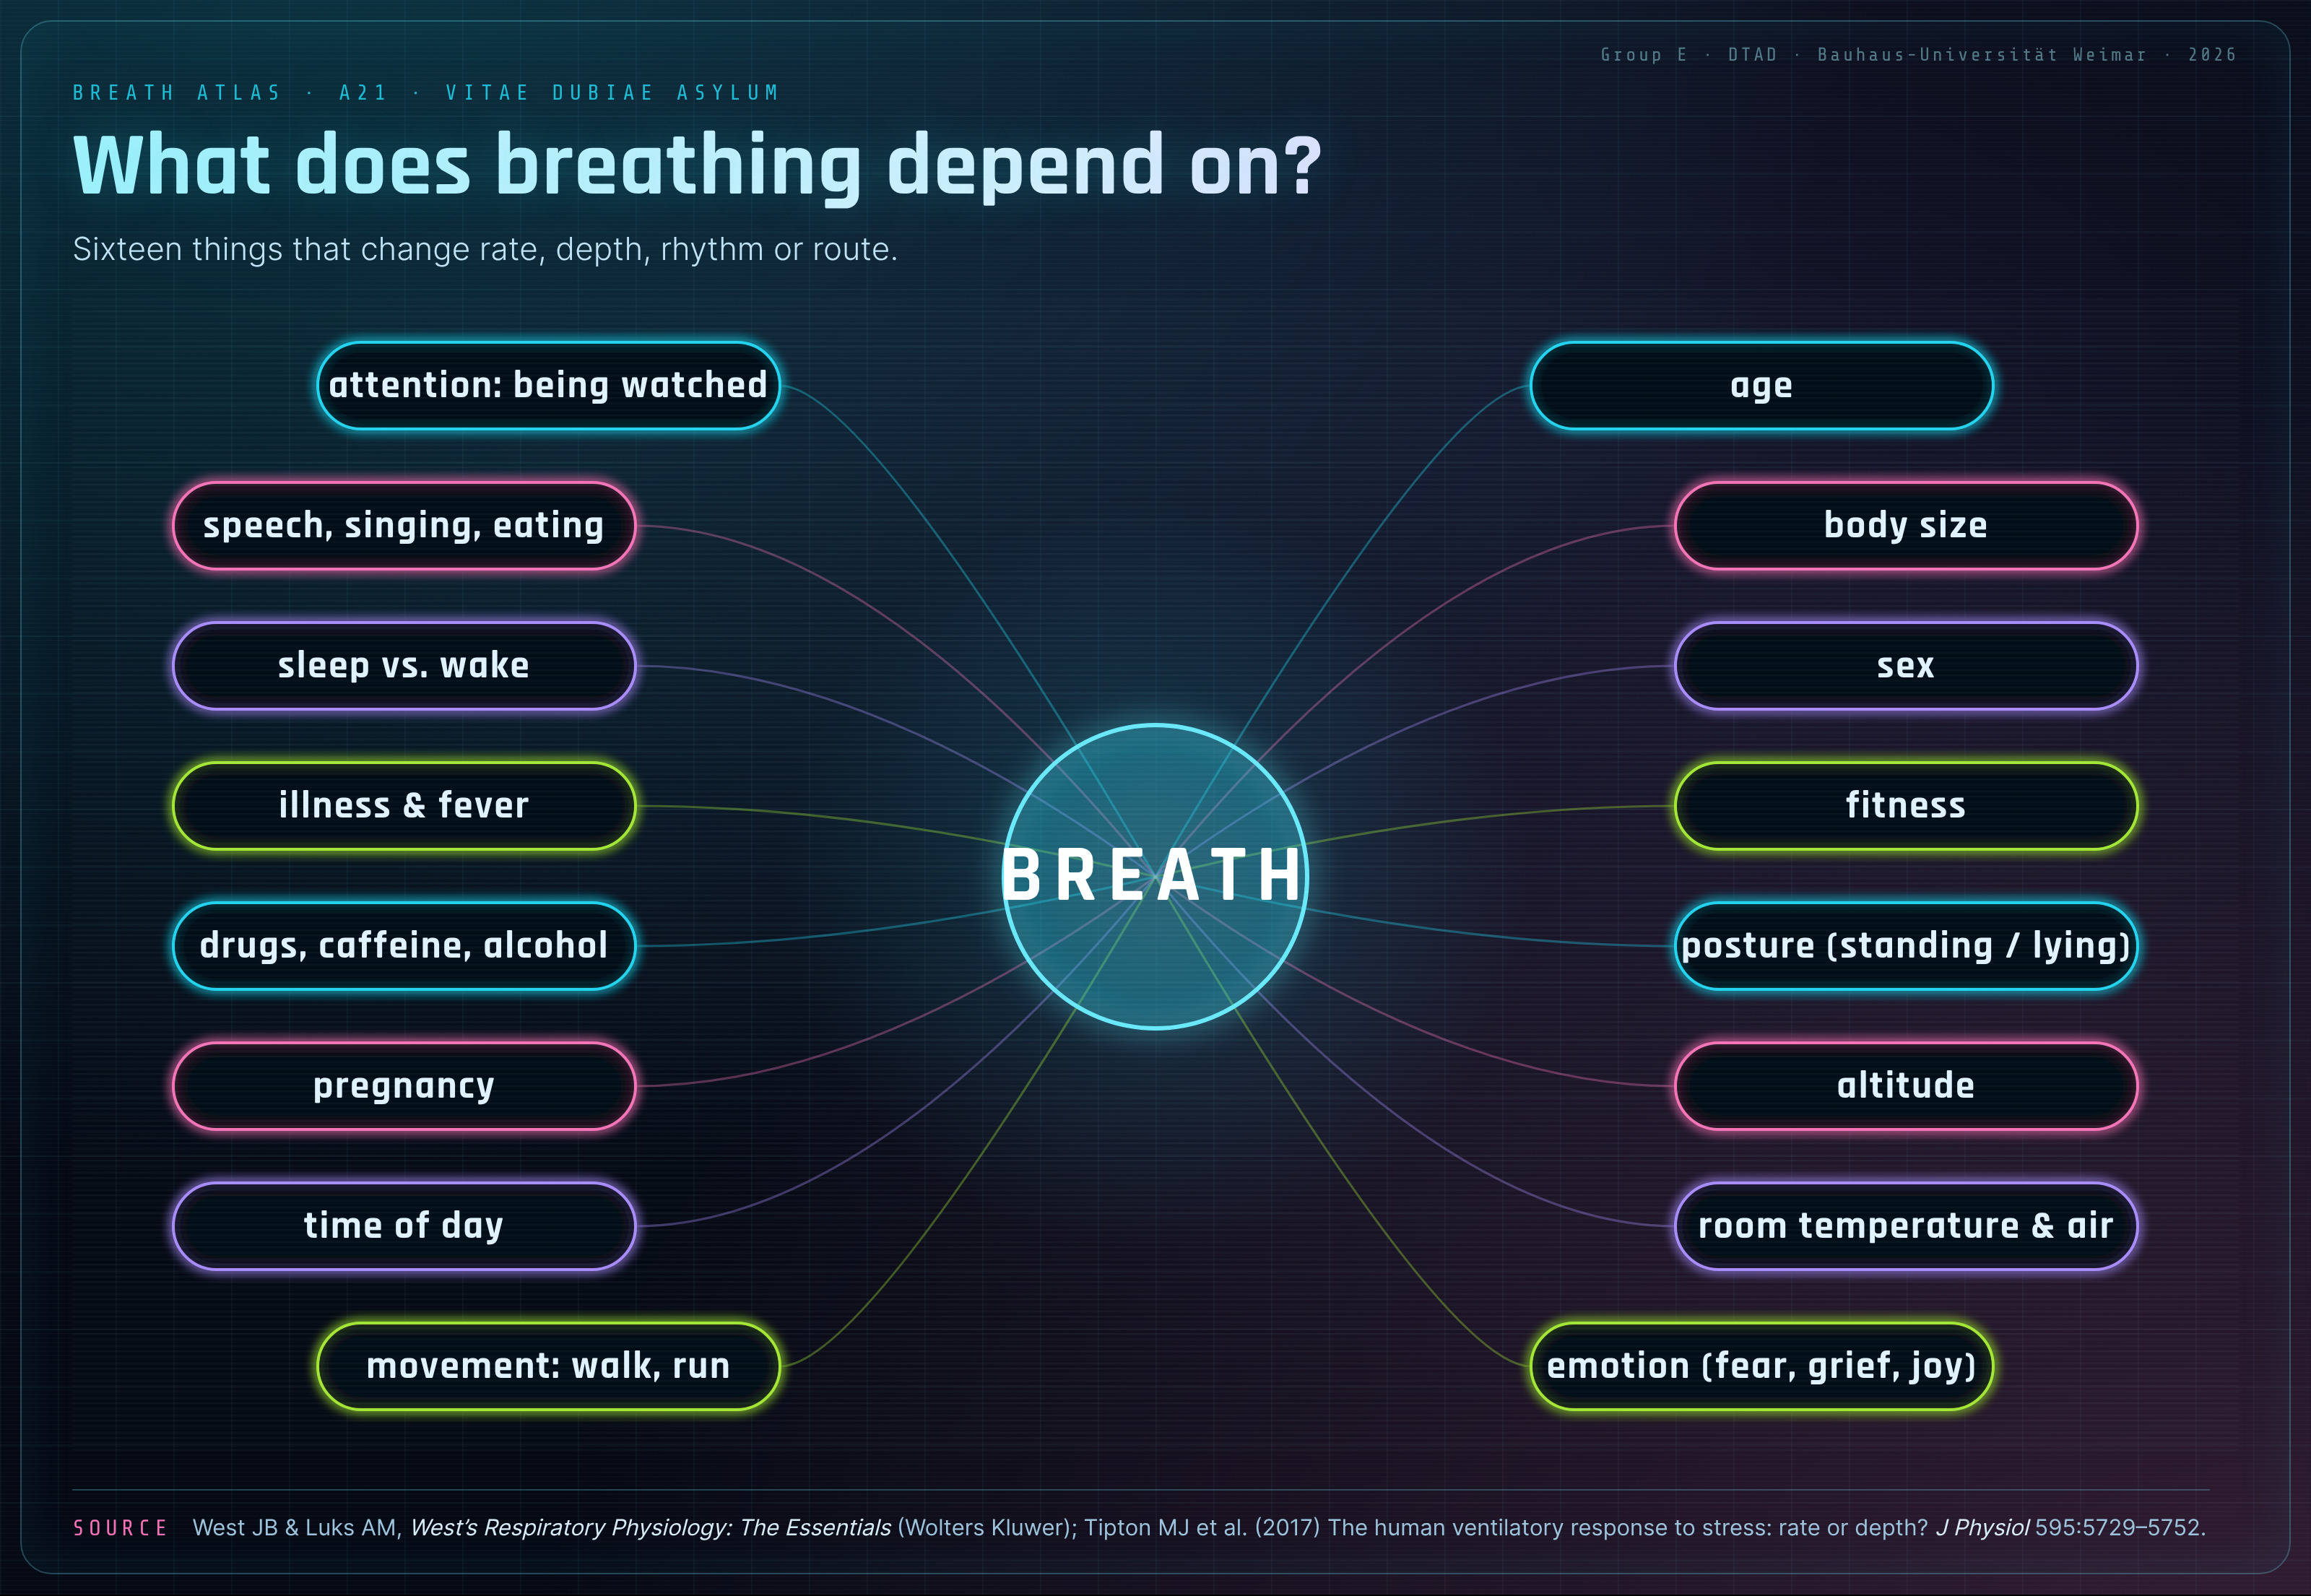 Group E · DTAD · Bauhaus-Universität Weimar · 2026
BREATH ATLAS · A21 · VITAE DUBIAE ASYLUM
What does breathing depend on?
Sixteen things that change rate, depth, rhythm or route.
attention: being watched
speech, singing, eating
sleep vs. wake
illness & fever
drugs, caffeine, alcohol
pregnancy
time of day
movement: walk, run
BREATH
age
body size
sex
fitness
posture (standing / lying)
altitude
room temperature & air
emotion (fear, grief, joy)
SOURCE West JB & Luks AM, West’s Respiratory Physiology: The Essentials (Wolters Kluwer); Tipton MJ et al. (2017) The human ventilatory response to stress: rate or depth? J Physiol 595:5729–5752.